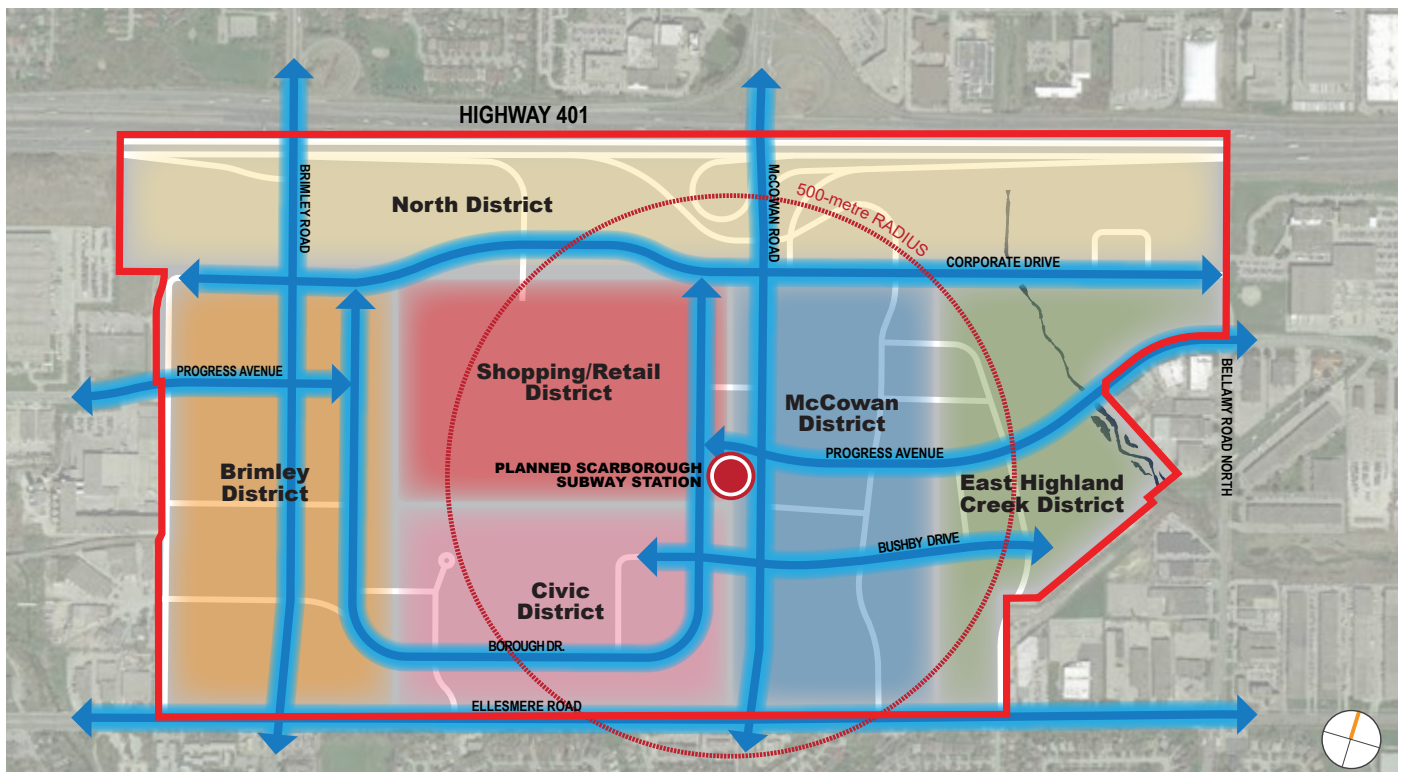 HIGHWAY 401
BRIMLEY ROAD
McCOWAN ROAD
500-metre RADIUS
North District
CORPORATE DRIVE
PROGRESS AVENUE
Shopping/Retail
District
McCowan
District
BELLAMY ROAD NORTH
PROGRESS AVENUE
PLANNED SCARBOROUGH
SUBWAY STATION
Brimley
District
East Highland
Creek District
BUSHBY DRIVE
Civic
District
BOROUGH DR.
ELLESMERE ROAD